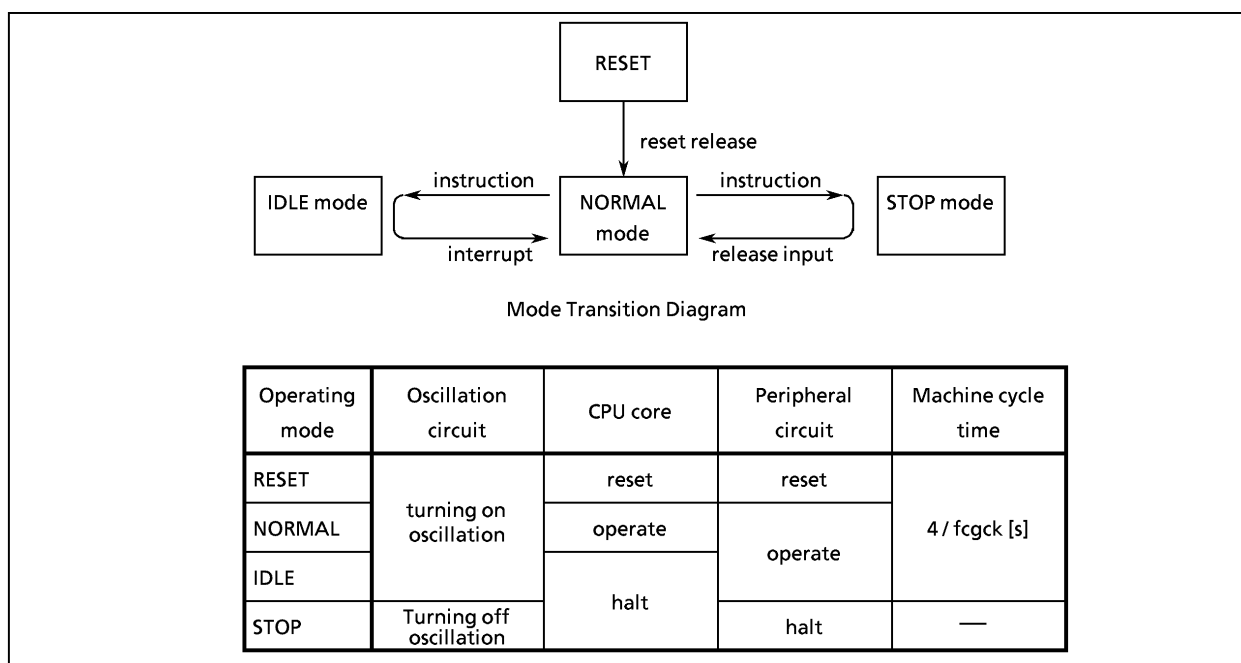 RESET
reset release
instruction
instruction
IDLE mode
NORMAL
mode
STOP mode
interrupt
release input
Mode Transition Diagram
Operating
mode
Oscillation
circuit
CPU core
Peripheral
circuit
Machine cycle
time
RESET
turning on
oscillation
reset
reset
4 / fcgck [s]
NORMAL
operate
operate
IDLE
halt
STOP
Turning off
oscillation
halt
—